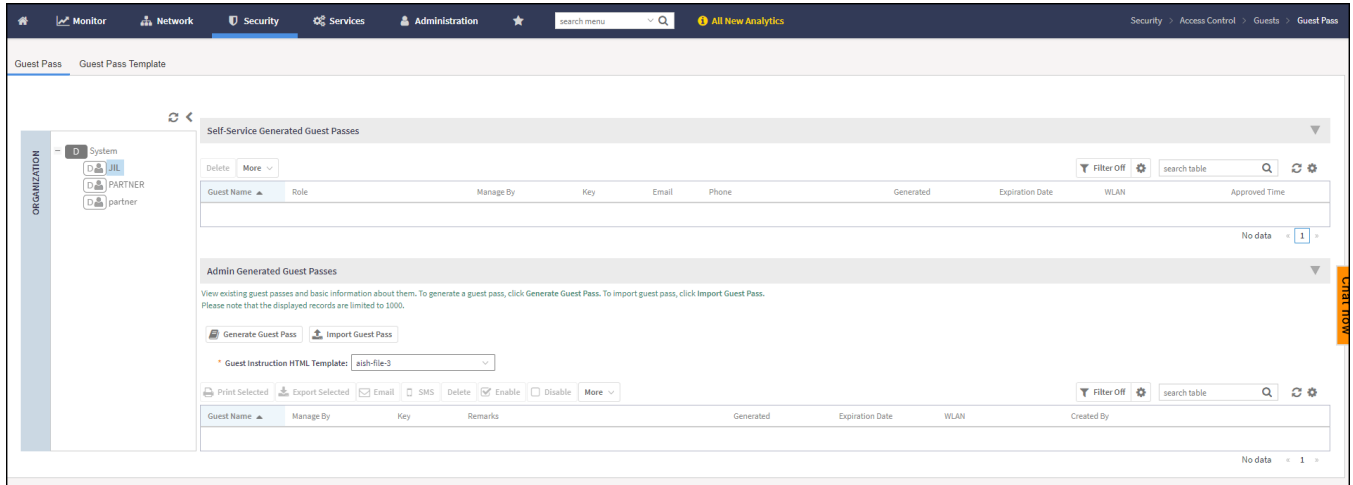 Monitor Network Security Services Administration search menu All New Analytics Security > Access Control > Guests > Guest Pass
Guest Pass Guest Pass Template
ORGANIZATION
D System
D JIL
D PARTNER
D partner
Self-Service Generated Guest Passes
Delete More Filter Off search table
Guest Name Role Manage By Key Email Phone Generated Expiration Date WLAN Approved Time
No data 1
Admin Generated Guest Passes
View existing guest passes and basic information about them. To generate a guest pass, click Generate Guest Pass. To import guest pass, click Import Guest Pass.
Please note that the displayed records are limited to 1000.
Generate Guest Pass Import Guest Pass
* Guest Instruction HTML Template: aish-file-3
Print Selected Export Selected Email SMS Delete Enable Disable More Filter Off search table
Guest Name Manage By Key Remarks Generated Expiration Date WLAN Created By
No data 1
Chat now